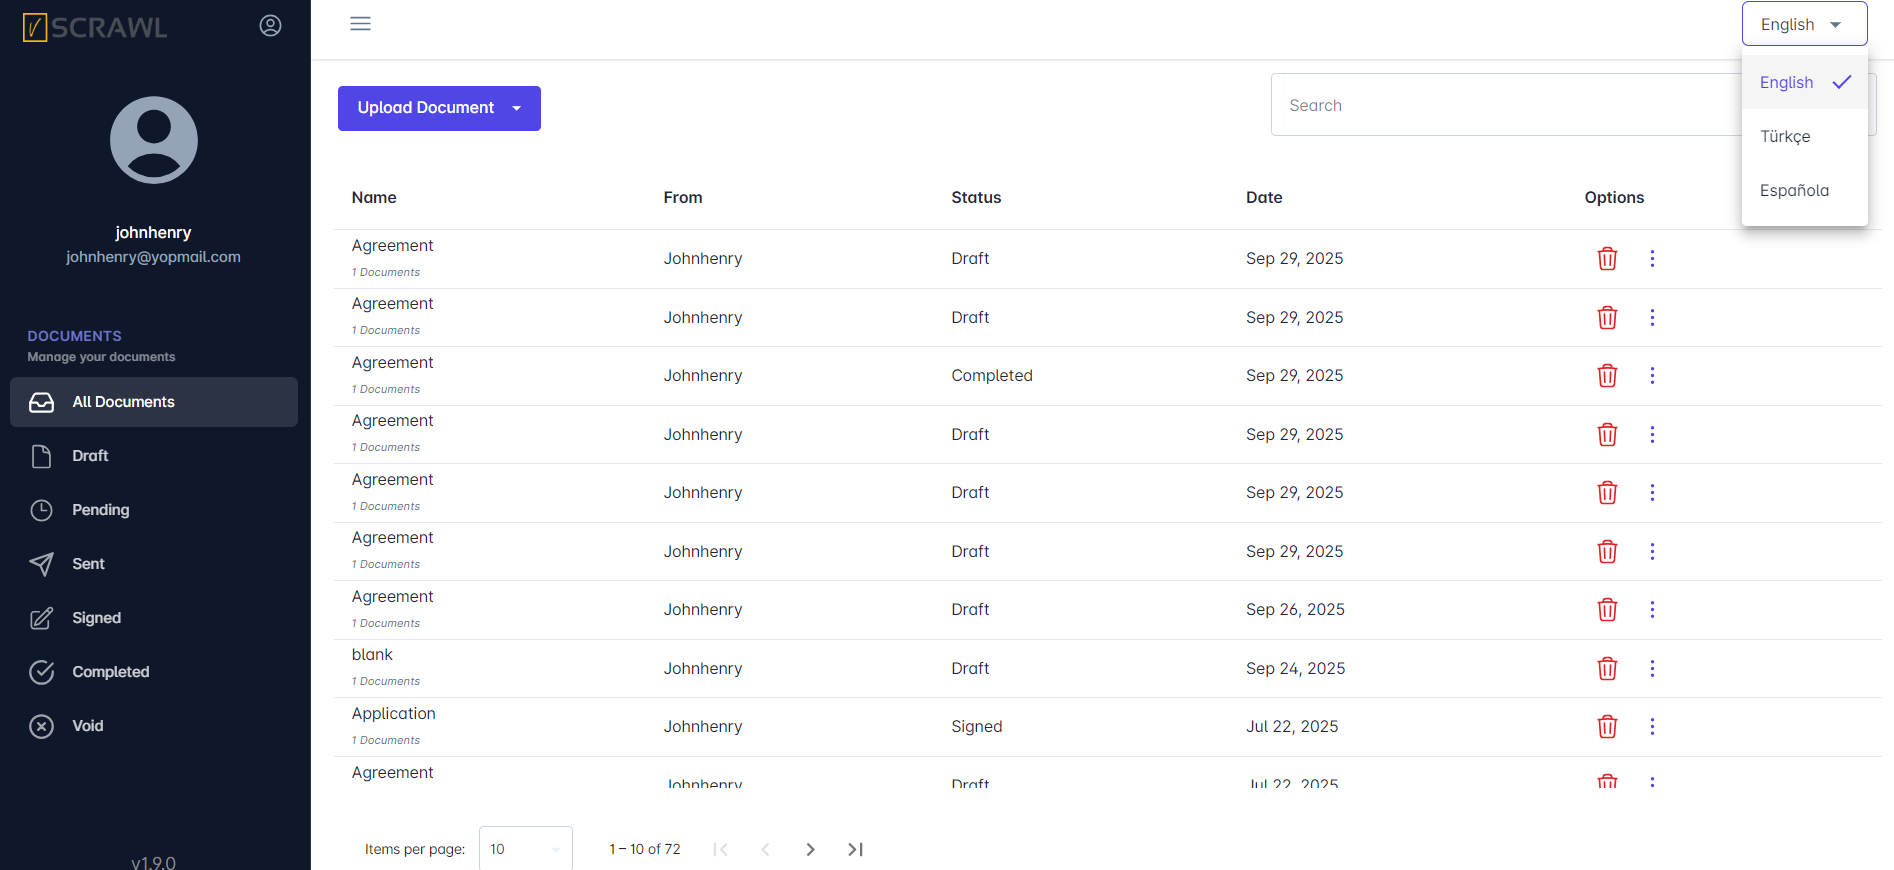 SCRAWL
English
English
Türkçe
Española
johnhenry
johnhenry@yopmail.com
DOCUMENTS
Manage your documents
All Documents
Draft
Pending
Sent
Signed
Completed
Void
v1.9.0
Upload Document
Search
Name From Status Date Options
Agreement
1 Documents
Johnhenry Draft Sep 29, 2025
Agreement
1 Documents
Johnhenry Draft Sep 29, 2025
Agreement
1 Documents
Johnhenry Completed Sep 29, 2025
Agreement
1 Documents
Johnhenry Draft Sep 29, 2025
Agreement
1 Documents
Johnhenry Draft Sep 29, 2025
Agreement
1 Documents
Johnhenry Draft Sep 29, 2025
Agreement
1 Documents
Johnhenry Draft Sep 26, 2025
blank
1 Documents
Johnhenry Draft Sep 24, 2025
Application
1 Documents
Johnhenry Signed Jul 22, 2025
Agreement
Johnhenry Draft Jul 22, 2025
Items per page: 10 1 – 10 of 72